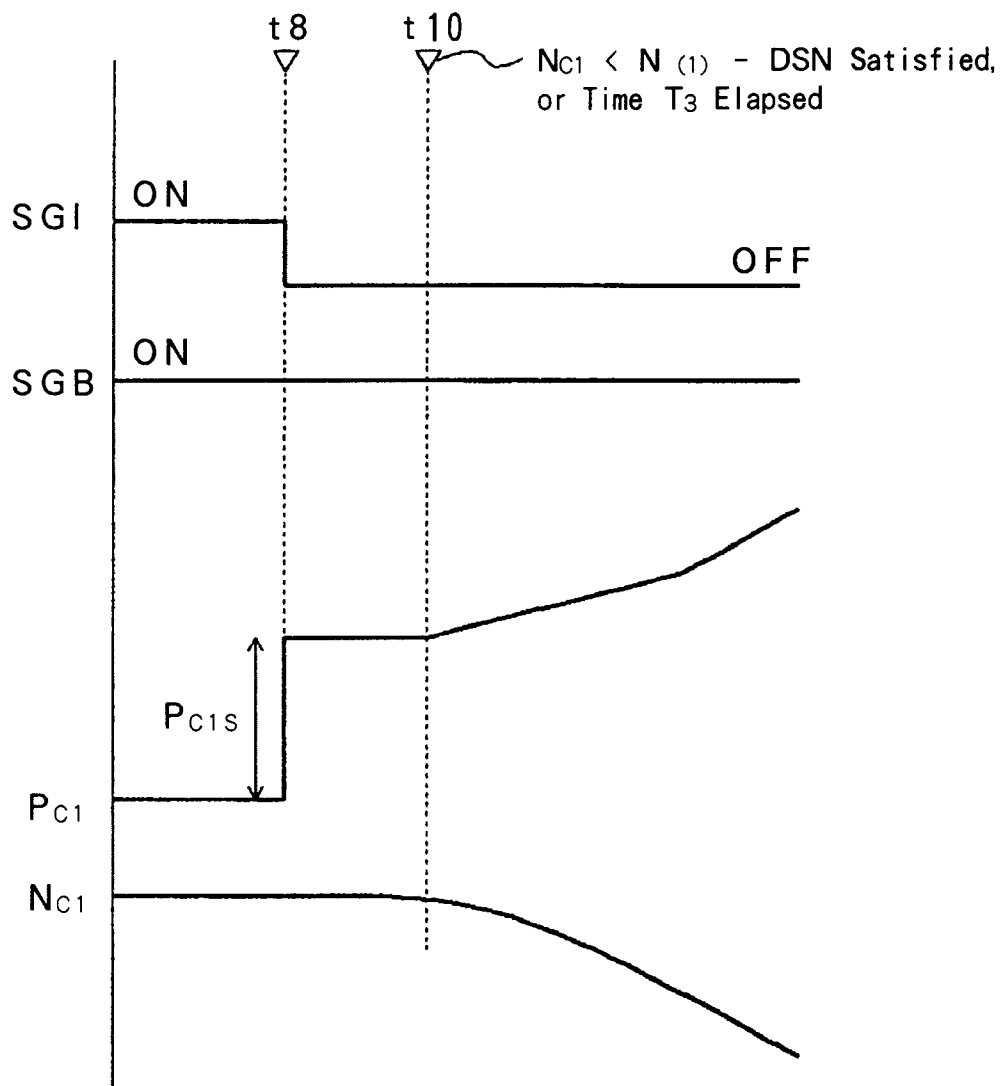 t8
t10
NC1 < N (1) - DSN Satisfied,
or Time T3 Elapsed
SGI
ON
OFF
SGB
ON
PC1S
PC1
NC1